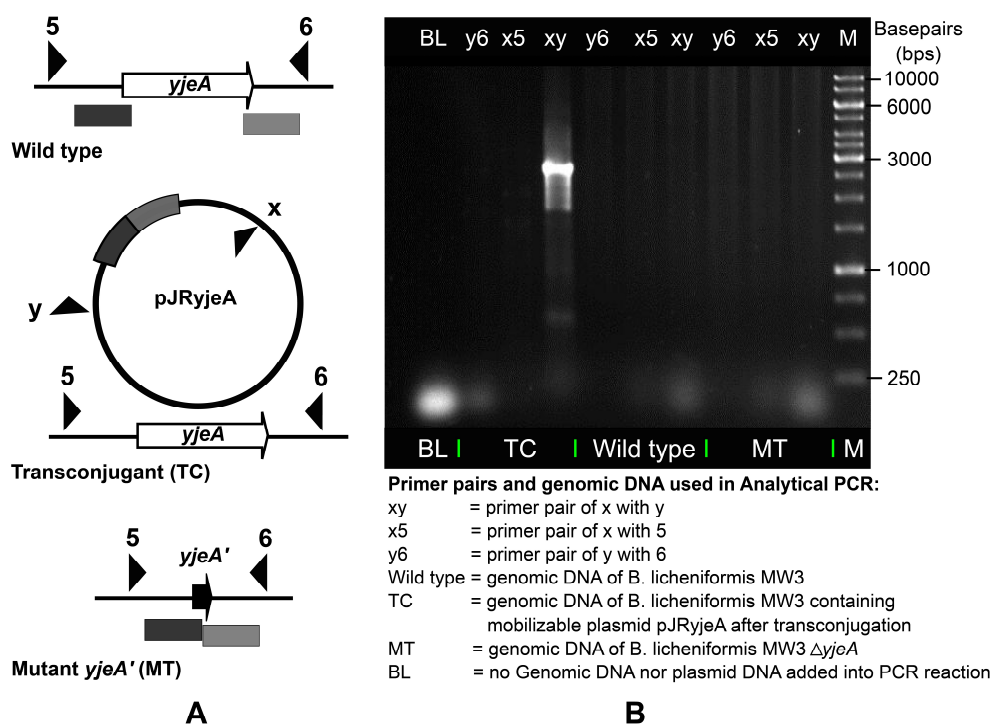 5 6
yjeA
Wild type
x
pJRyjeA
y
5 6
yjeA
Transconjugant (TC)
5 6
yjeA'
Mutant yjeA' (MT)
A
BL y6 x5 xy y6 x5 xy y6 x5 xy M
Basepairs
(bps)
10000
6000
3000
1000
250
BL TC Wild type MT M
Primer pairs and genomic DNA used in Analytical PCR:
xy = primer pair of x with y
x5 = primer pair of x with 5
y6 = primer pair of y with 6
Wild type = genomic DNA of B. licheniformis MW3
TC = genomic DNA of B. licheniformis MW3 containing
mobilizable plasmid pJRyjeA after transconjugation
MT = genomic DNA of B. licheniformis MW3 △yjeA
BL = no Genomic DNA nor plasmid DNA added into PCR reaction
B